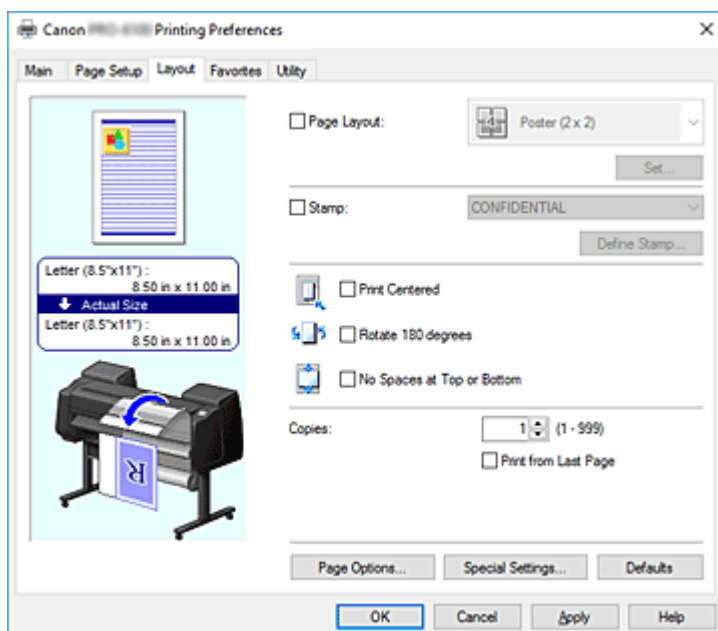 Canon Printing Preferences
Main Page Setup Layout Favorites Utility
Page Layout: Poster (2 x 2)
Set...
Stamp: CONFIDENTIAL
Define Stamp...
Letter (8.5"x11") :
8.50 in x 11.00 in
Actual Size
Letter (8.5"x11") :
8.50 in x 11.00 in
R
Print Centered
Rotate 180 degrees
No Spaces at Top or Bottom
Copies: 1 (1 - 999)
Print from Last Page
Page Options... Special Settings... Defaults
OK Cancel Apply Help